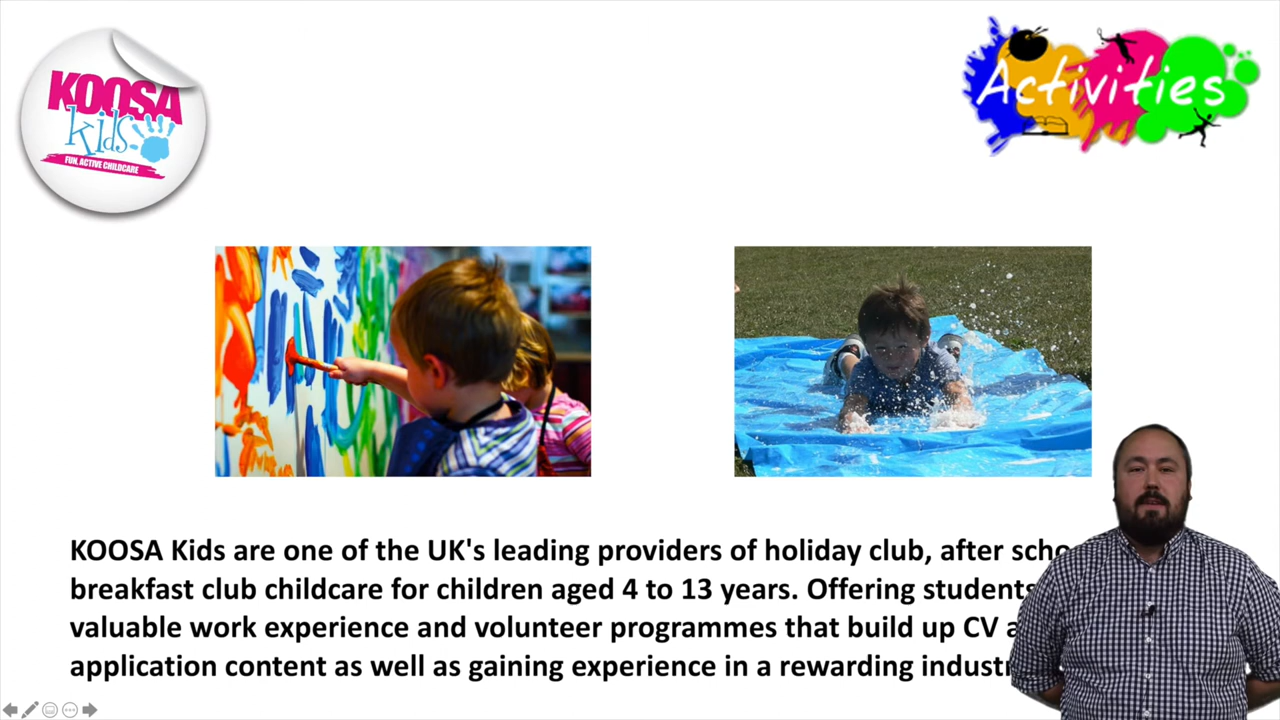 KOOSA
kids
FUN, ACTIVE CHILDCARE
Activities
KOOSA Kids are one of the UK's leading providers of holiday club, after
breakfast club childcare for children aged 4 to 13 years. Offering students
valuable work experience and volunteer programmes that build up CV
application content as well as gaining experience in a rewarding